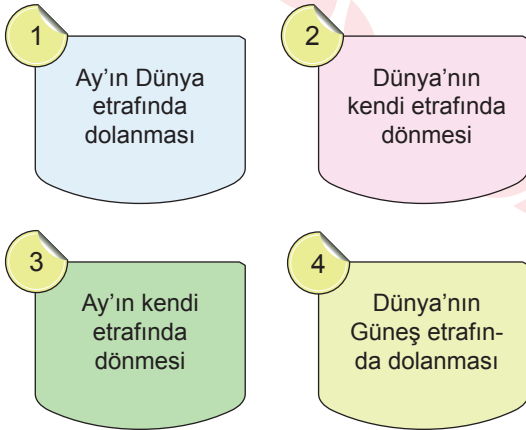 1
Ay’ın Dünya
etrafında
dolanması
2
Dünya’nın
kendi etrafında
dönmesi
3
Ay’ın kendi
etrafında
dönmesi
4
Dünya’nın
Güneş etrafın-
da dolanması